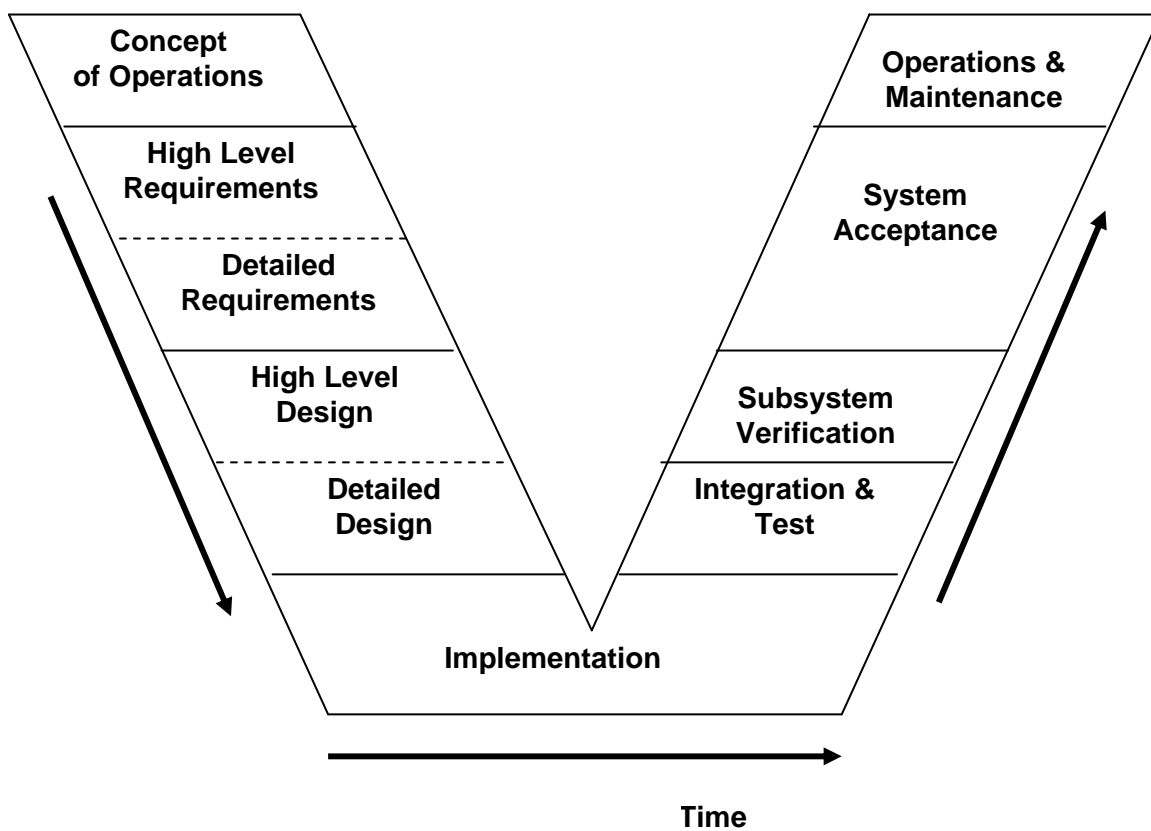 Concept
of Operations
High Level
Requirements
Detailed
Requirements
High Level
Design
Detailed
Design
Implementation
Integration &
Test
Subsystem
Verification
System
Acceptance
Operations &
Maintenance
Time